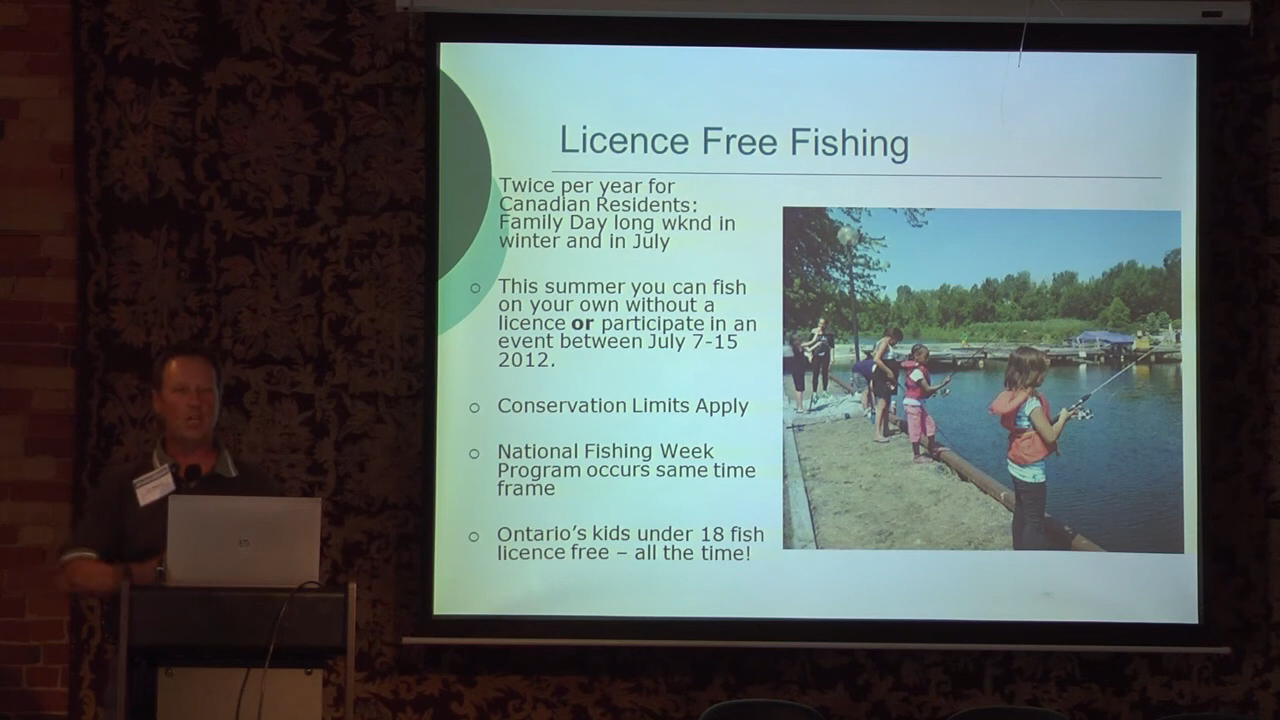 Licence Free Fishing
Twice per year for
Canadian Residents:
Family Day long wknd in
winter and in July
This summer you can fish
on your own without a
licence or participate in an
event between July 7-15
2012.
Conservation Limits Apply
National Fishing Week
Program occurs same time
frame
Ontario's kids under 18 fish
licence free – all the time!